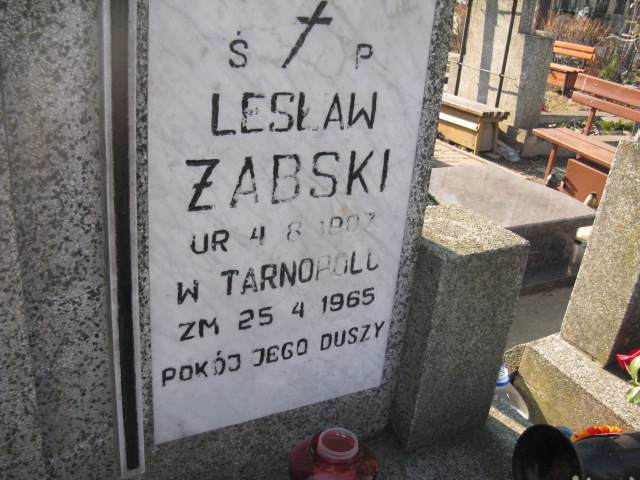 Ś P
LESŁAW
ŻABSKI
UR 4 8 1907
W TARNOPOLU
ZM 25 4 1965
POKÓJ JEGO DUSZY